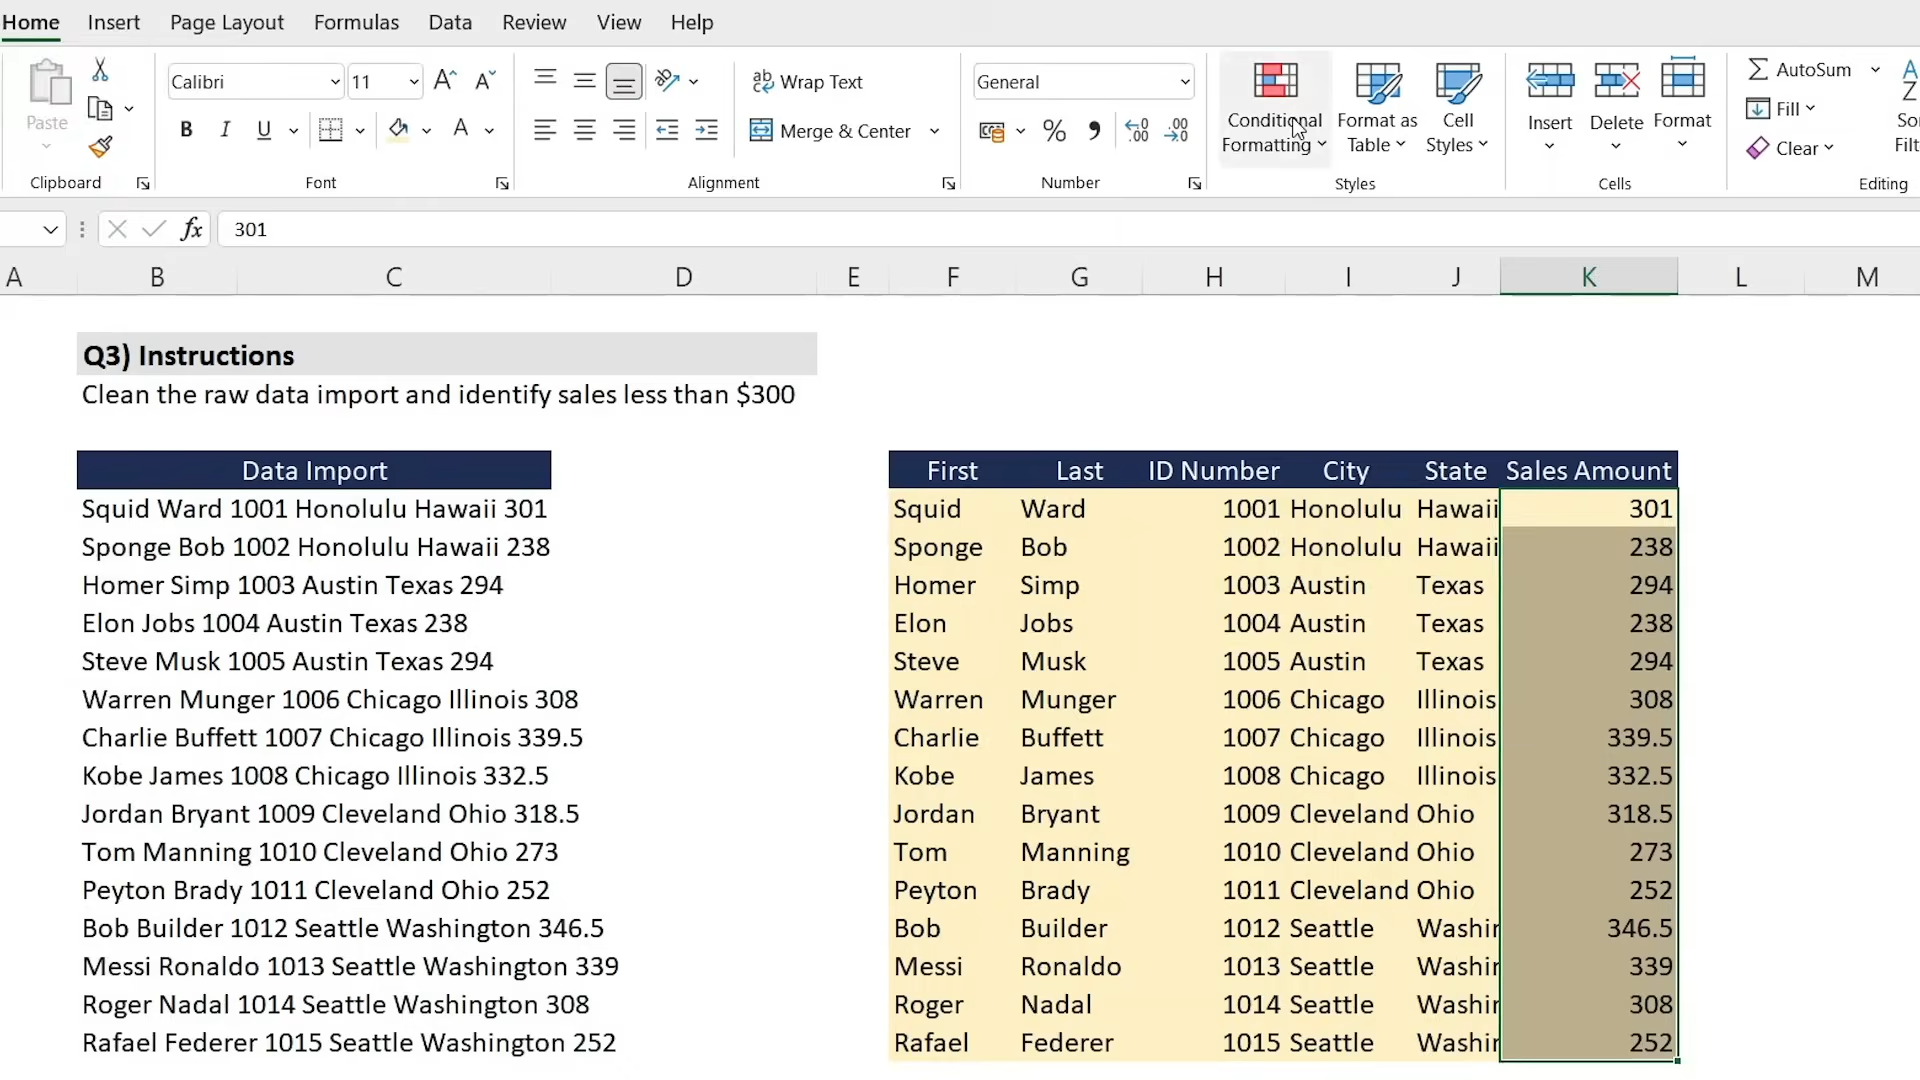 Home Insert Page Layout Formulas Data Review View Help
Paste
Clipboard
Calibri 11
B I U
Font
Wrap Text
Merge & Center
Alignment
General
Number
Conditional Formatting
Format as Table
Cell Styles
Styles
Insert Delete Format
Cells
AutoSum
Fill
Clear
Editing
fx 301
A B C D E F G H I J K L M
Q3) Instructions
Clean the raw data import and identify sales less than $300
Data Import
Squid Ward 1001 Honolulu Hawaii 301
Sponge Bob 1002 Honolulu Hawaii 238
Homer Simp 1003 Austin Texas 294
Elon Jobs 1004 Austin Texas 238
Steve Musk 1005 Austin Texas 294
Warren Munger 1006 Chicago Illinois 308
Charlie Buffett 1007 Chicago Illinois 339.5
Kobe James 1008 Chicago Illinois 332.5
Jordan Bryant 1009 Cleveland Ohio 318.5
Tom Manning 1010 Cleveland Ohio 273
Peyton Brady 1011 Cleveland Ohio 252
Bob Builder 1012 Seattle Washington 346.5
Messi Ronaldo 1013 Seattle Washington 339
Roger Nadal 1014 Seattle Washington 308
Rafael Federer 1015 Seattle Washington 252
First Last ID Number City State Sales Amount
Squid Ward 1001 Honolulu Hawaii 301
Sponge Bob 1002 Honolulu Hawaii 238
Homer Simp 1003 Austin Texas 294
Elon Jobs 1004 Austin Texas 238
Steve Musk 1005 Austin Texas 294
Warren Munger 1006 Chicago Illinois 308
Charlie Buffett 1007 Chicago Illinois 339.5
Kobe James 1008 Chicago Illinois 332.5
Jordan Bryant 1009 Cleveland Ohio 318.5
Tom Manning 1010 Cleveland Ohio 273
Peyton Brady 1011 Cleveland Ohio 252
Bob Builder 1012 Seattle 346.5
Messi Ronaldo 1013 Seattle 339
Roger Nadal 1014 Seattle 308
Rafael Federer 1015 Seattle 252